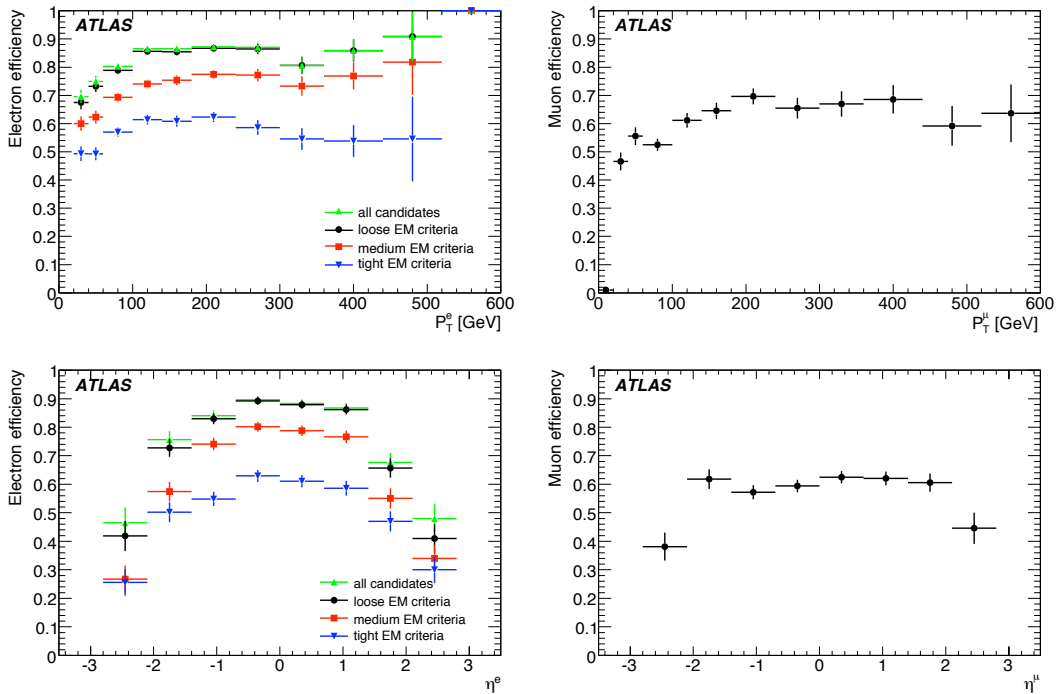 ATLAS
Electron efficiency
1
0.9
0.8
0.7
0.6
0.5
0.4
0.3
0.2
0.1
0
all candidates
loose EM criteria
medium EM criteria
tight EM criteria
0 100 200 300 400 500 600
P_T^e [GeV]
ATLAS
Muon efficiency
1
0.9
0.8
0.7
0.6
0.5
0.4
0.3
0.2
0.1
0
0 100 200 300 400 500 600
P_T^μ [GeV]
ATLAS
Electron efficiency
1
0.9
0.8
0.7
0.6
0.5
0.4
0.3
0.2
0.1
0
all candidates
loose EM criteria
medium EM criteria
tight EM criteria
-3 -2 -1 0 1 2 3
η^e
ATLAS
Muon efficiency
1
0.9
0.8
0.7
0.6
0.5
0.4
0.3
0.2
0.1
0
-3 -2 -1 0 1 2 3
η^μ